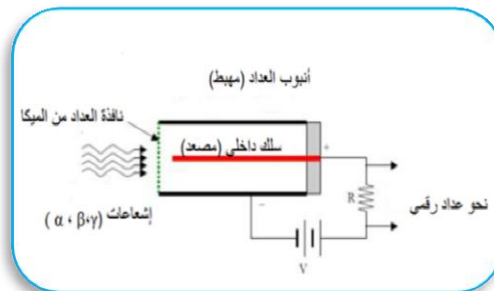 أنبوب العداد (مهبط)
نافذة العداد من الميكا
سلك داخلي (مصعد)
+
نحو عداد رقمي
R
إشعاعات (α ، β،γ )
−
V